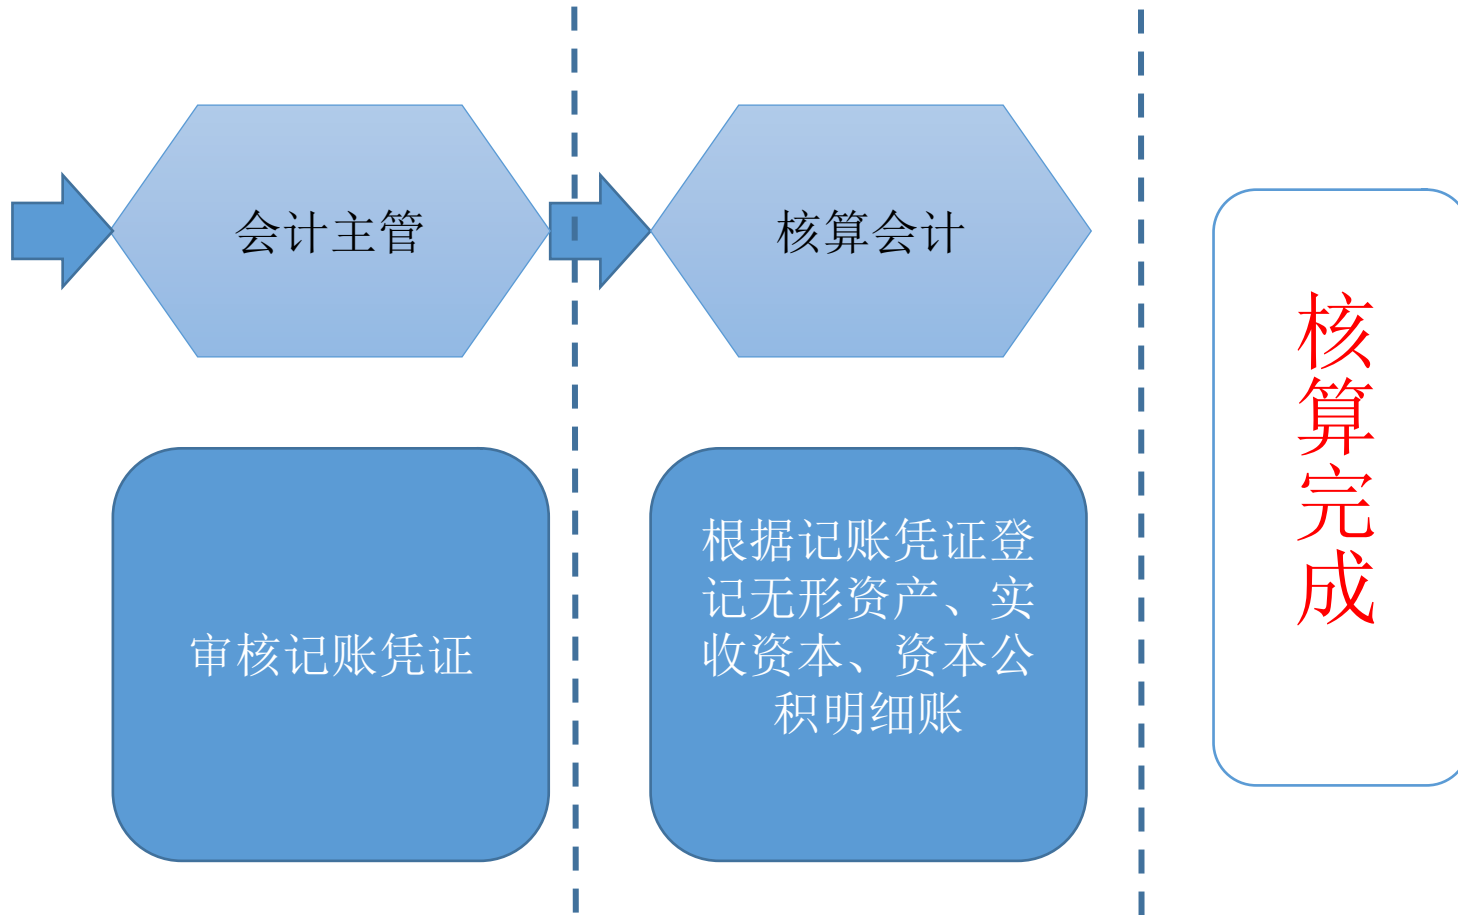 会计主管
核算会计
审核记账凭证
根据记账凭证登
记无形资产、实
收资本、资本公
积明细账
核算完成